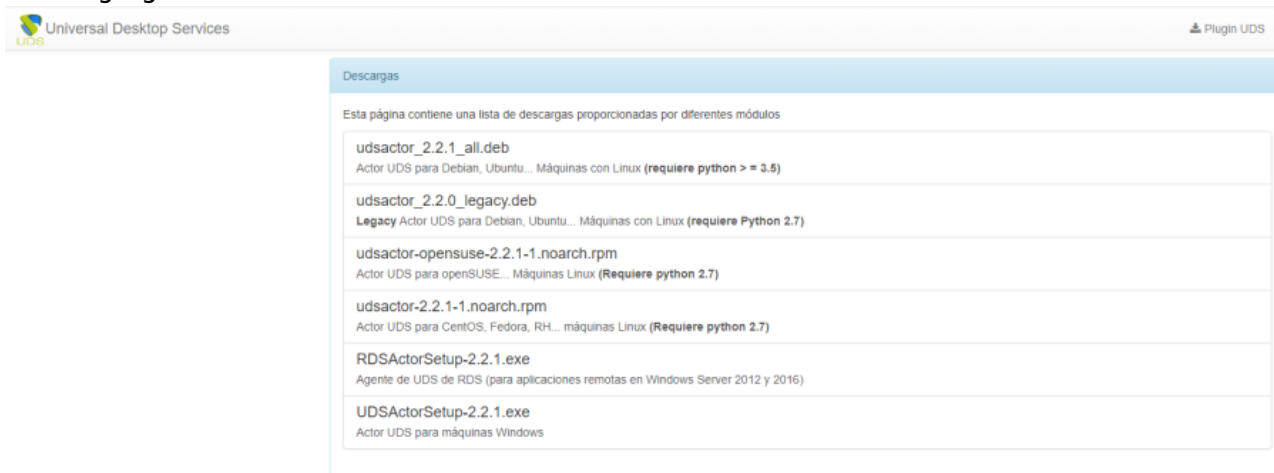 UDS
Universal Desktop Services
Plugin UDS
Descargas
Esta página contiene una lista de descargas proporcionadas por diferentes módulos
udsactor_2.2.1_all.deb
Actor UDS para Debian, Ubuntu... Máquinas con Linux (requiere python > = 3.5)
udsactor_2.2.0_legacy.deb
Legacy Actor UDS para Debian, Ubuntu... Máquinas con Linux (requiere Python 2.7)
udsactor-opensuse-2.2.1-1.noarch.rpm
Actor UDS para openSUSE... Máquinas Linux (Requiere python 2.7)
udsactor-2.2.1-1.noarch.rpm
Actor UDS para CentOS, Fedora, RH... máquinas Linux (Requiere python 2.7)
RDSActorSetup-2.2.1.exe
Agente de UDS de RDS (para aplicaciones remotas en Windows Server 2012 y 2016)
UDSActorSetup-2.2.1.exe
Actor UDS para máquinas Windows